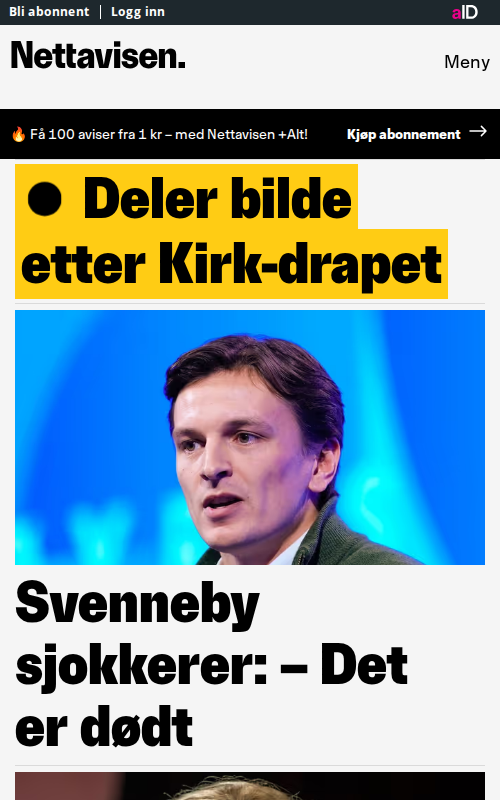 Bli abonnent | Logg inn
aID
Nettavisen.
Meny
🔥 Få 100 aviser fra 1 kr – med Nettavisen +Alt!
Kjøp abonnement →
● Deler bilde
etter Kirk-drapet
Svenneby
sjokkerer: – Det
er dødt